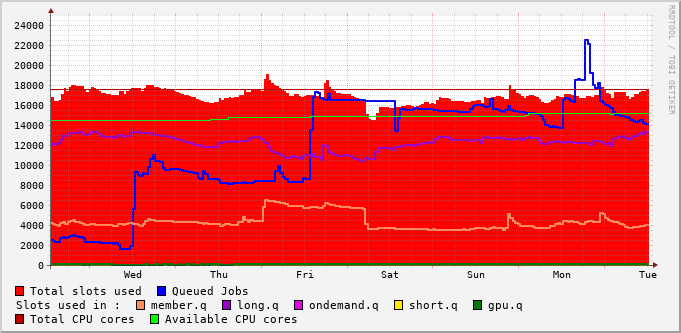 24000
22000
20000
18000
16000
14000
12000
10000
8000
6000
4000
2000
0
Wed Thu Fri Sat Sun Mon Tue
Total slots used Queued Jobs
Slots used in : member.q long.q ondemand.q short.q gpu.q
Total CPU cores Available CPU cores
RRDTOOL / TOBI OETIKER